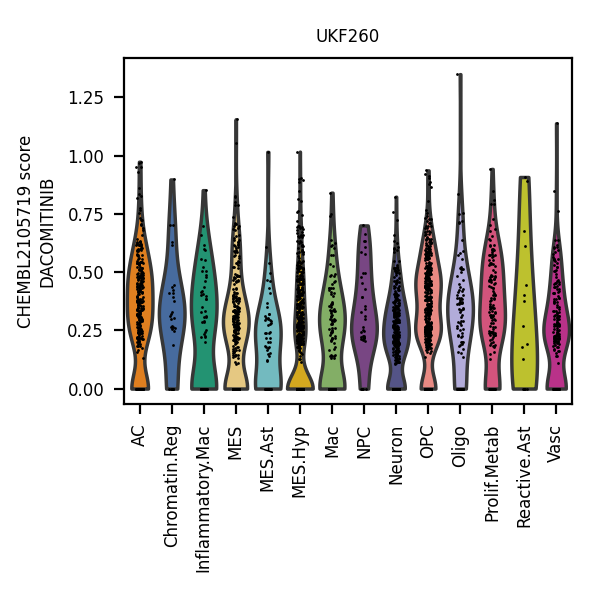 UKF260
CHEMBL2105719 score
DACOMITINIB
1.25
1.00
0.75
0.50
0.25
0.00
AC
Chromatin.Reg
Inflammatory.Mac
MES
MES.Ast
MES.Hyp
Mac
NPC
Neuron
OPC
Oligo
Prolif.Metab
Reactive.Ast
Vasc